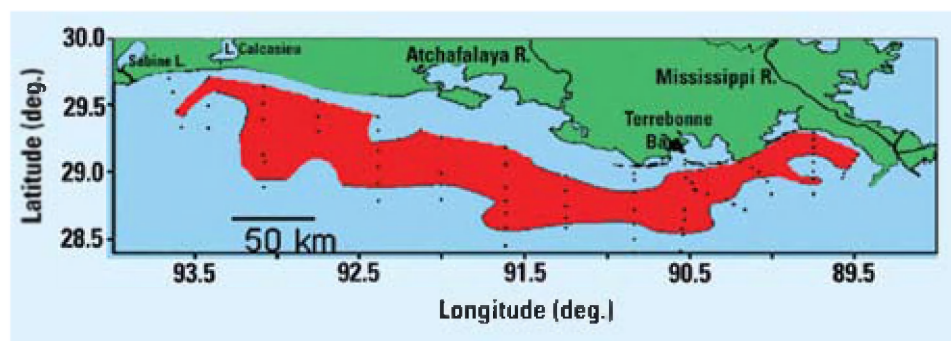 30.0
29.5
29.0
28.5
Latitude (deg.)
Sabine L.
L. Calcasieu
Atchafalaya R.
Mississippi R.
Terrebonne
Bay
50 km
93.5 92.5 91.5 90.5 89.5
Longitude (deg.)